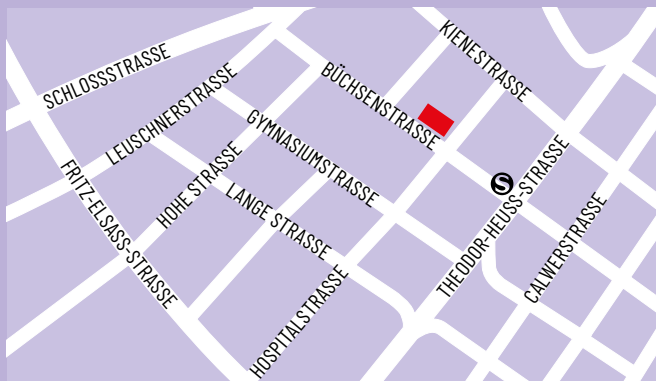 KIENESTRASSE
SCHLOSSSTRASSE
BÜCHSENSTRASSE
LEUSCHNERSTRASSE
GYMNASIUMSTRASSE
HOHE STRASSE
FRITZ-ELSASS-STRASSE
LANGE STRASSE
S
THEODOR-HEUSS-STRASSE
CALWERSTRASSE
HOSPITALSTRASSE